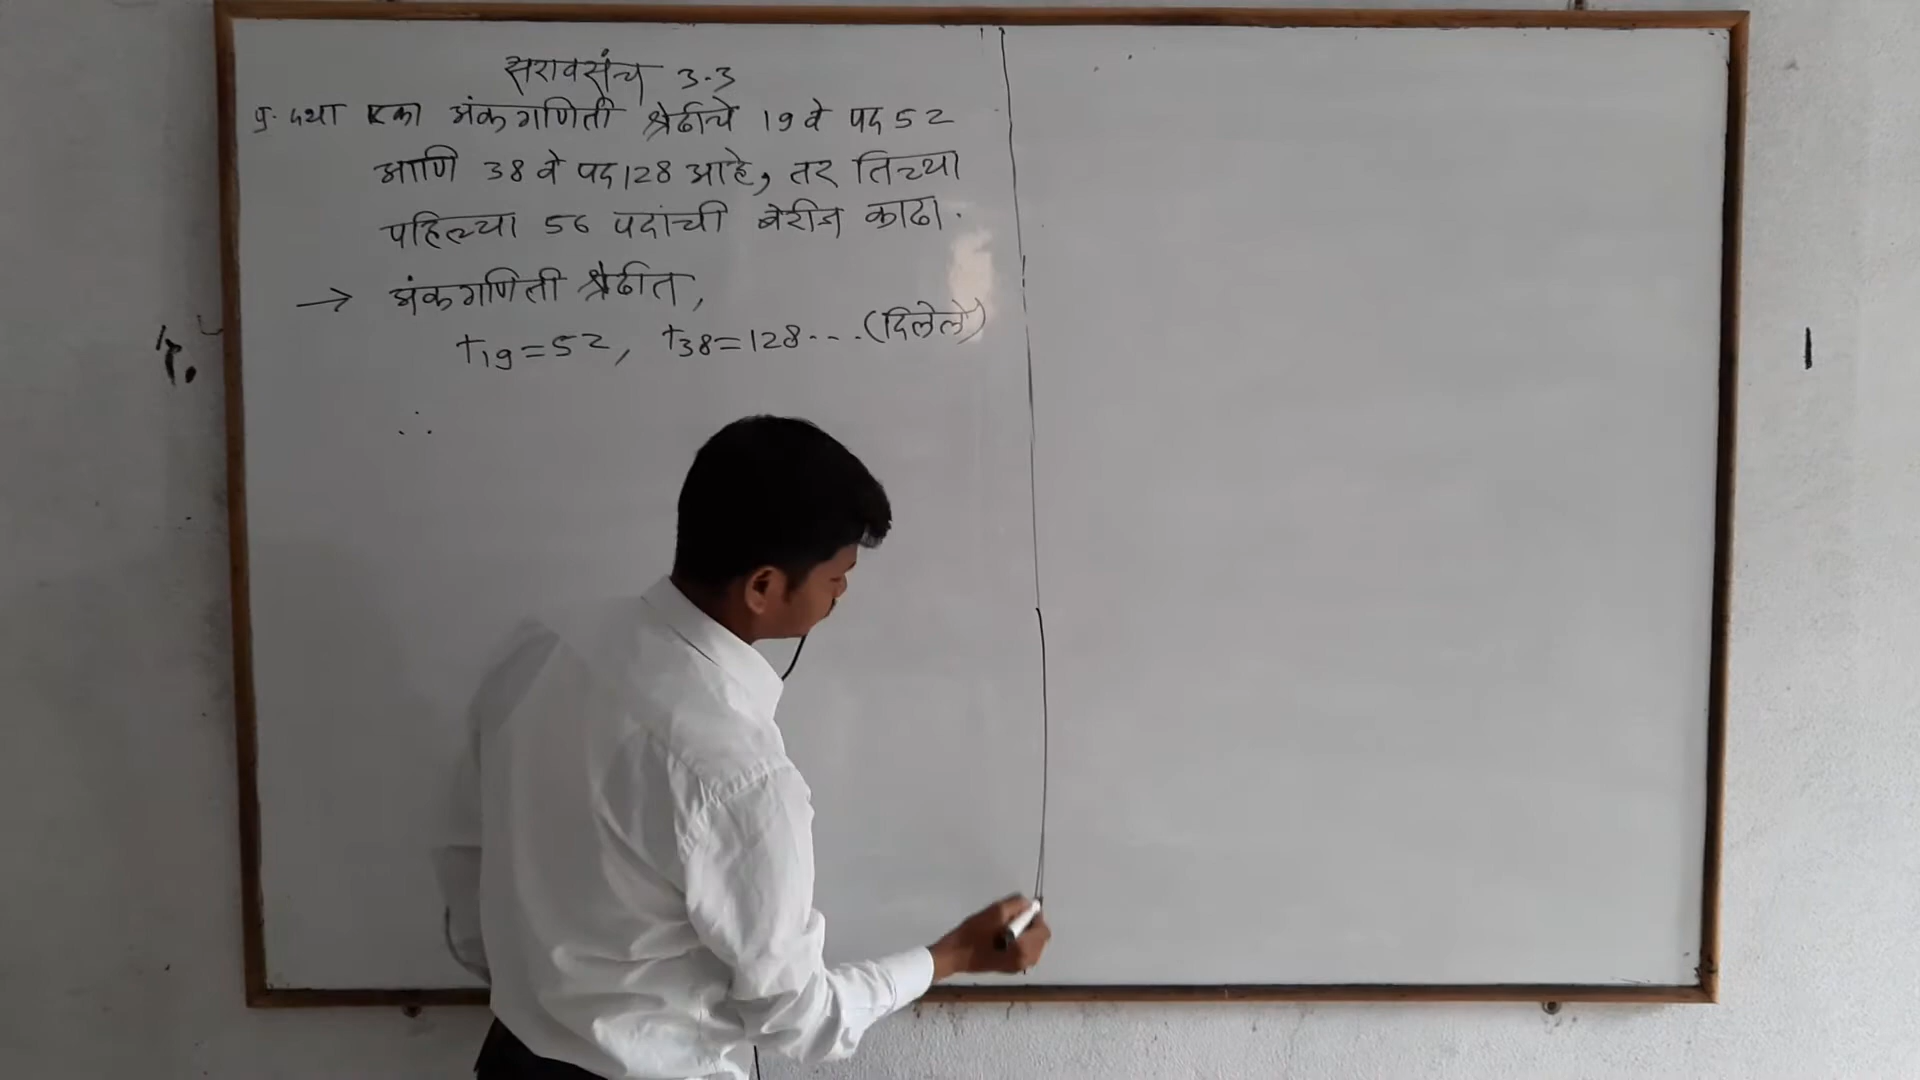 सरावसंच 3.3
एका अंकगणिती श्रेढीचे 19 वे पद 52
आणि 38 वे पद 128 आहे, तर तिच्या
पहिल्या 56 पदांची बेरीज काढा.
→ अंकगणिती श्रेढीत,
t19=52, t38=128... (दिलेले)
∴